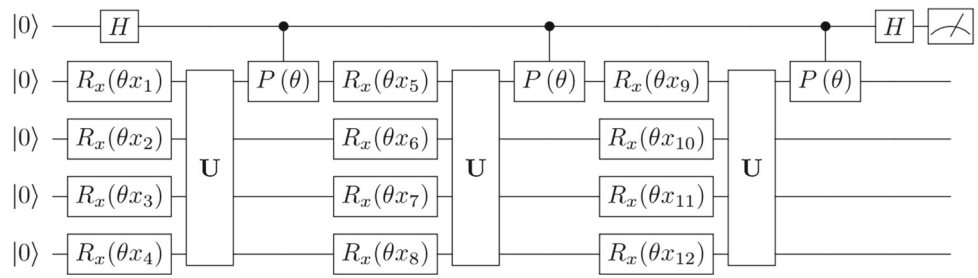 |0⟩ H H
|0⟩ Rₓ(θx₁) P (θ) Rₓ(θx₅) P (θ) Rₓ(θx₉) P (θ)
|0⟩ Rₓ(θx₂) Rₓ(θx₆) Rₓ(θx₁₀)
U U U
|0⟩ Rₓ(θx₃) Rₓ(θx₇) Rₓ(θx₁₁)
|0⟩ Rₓ(θx₄) Rₓ(θx₈) Rₓ(θx₁₂)